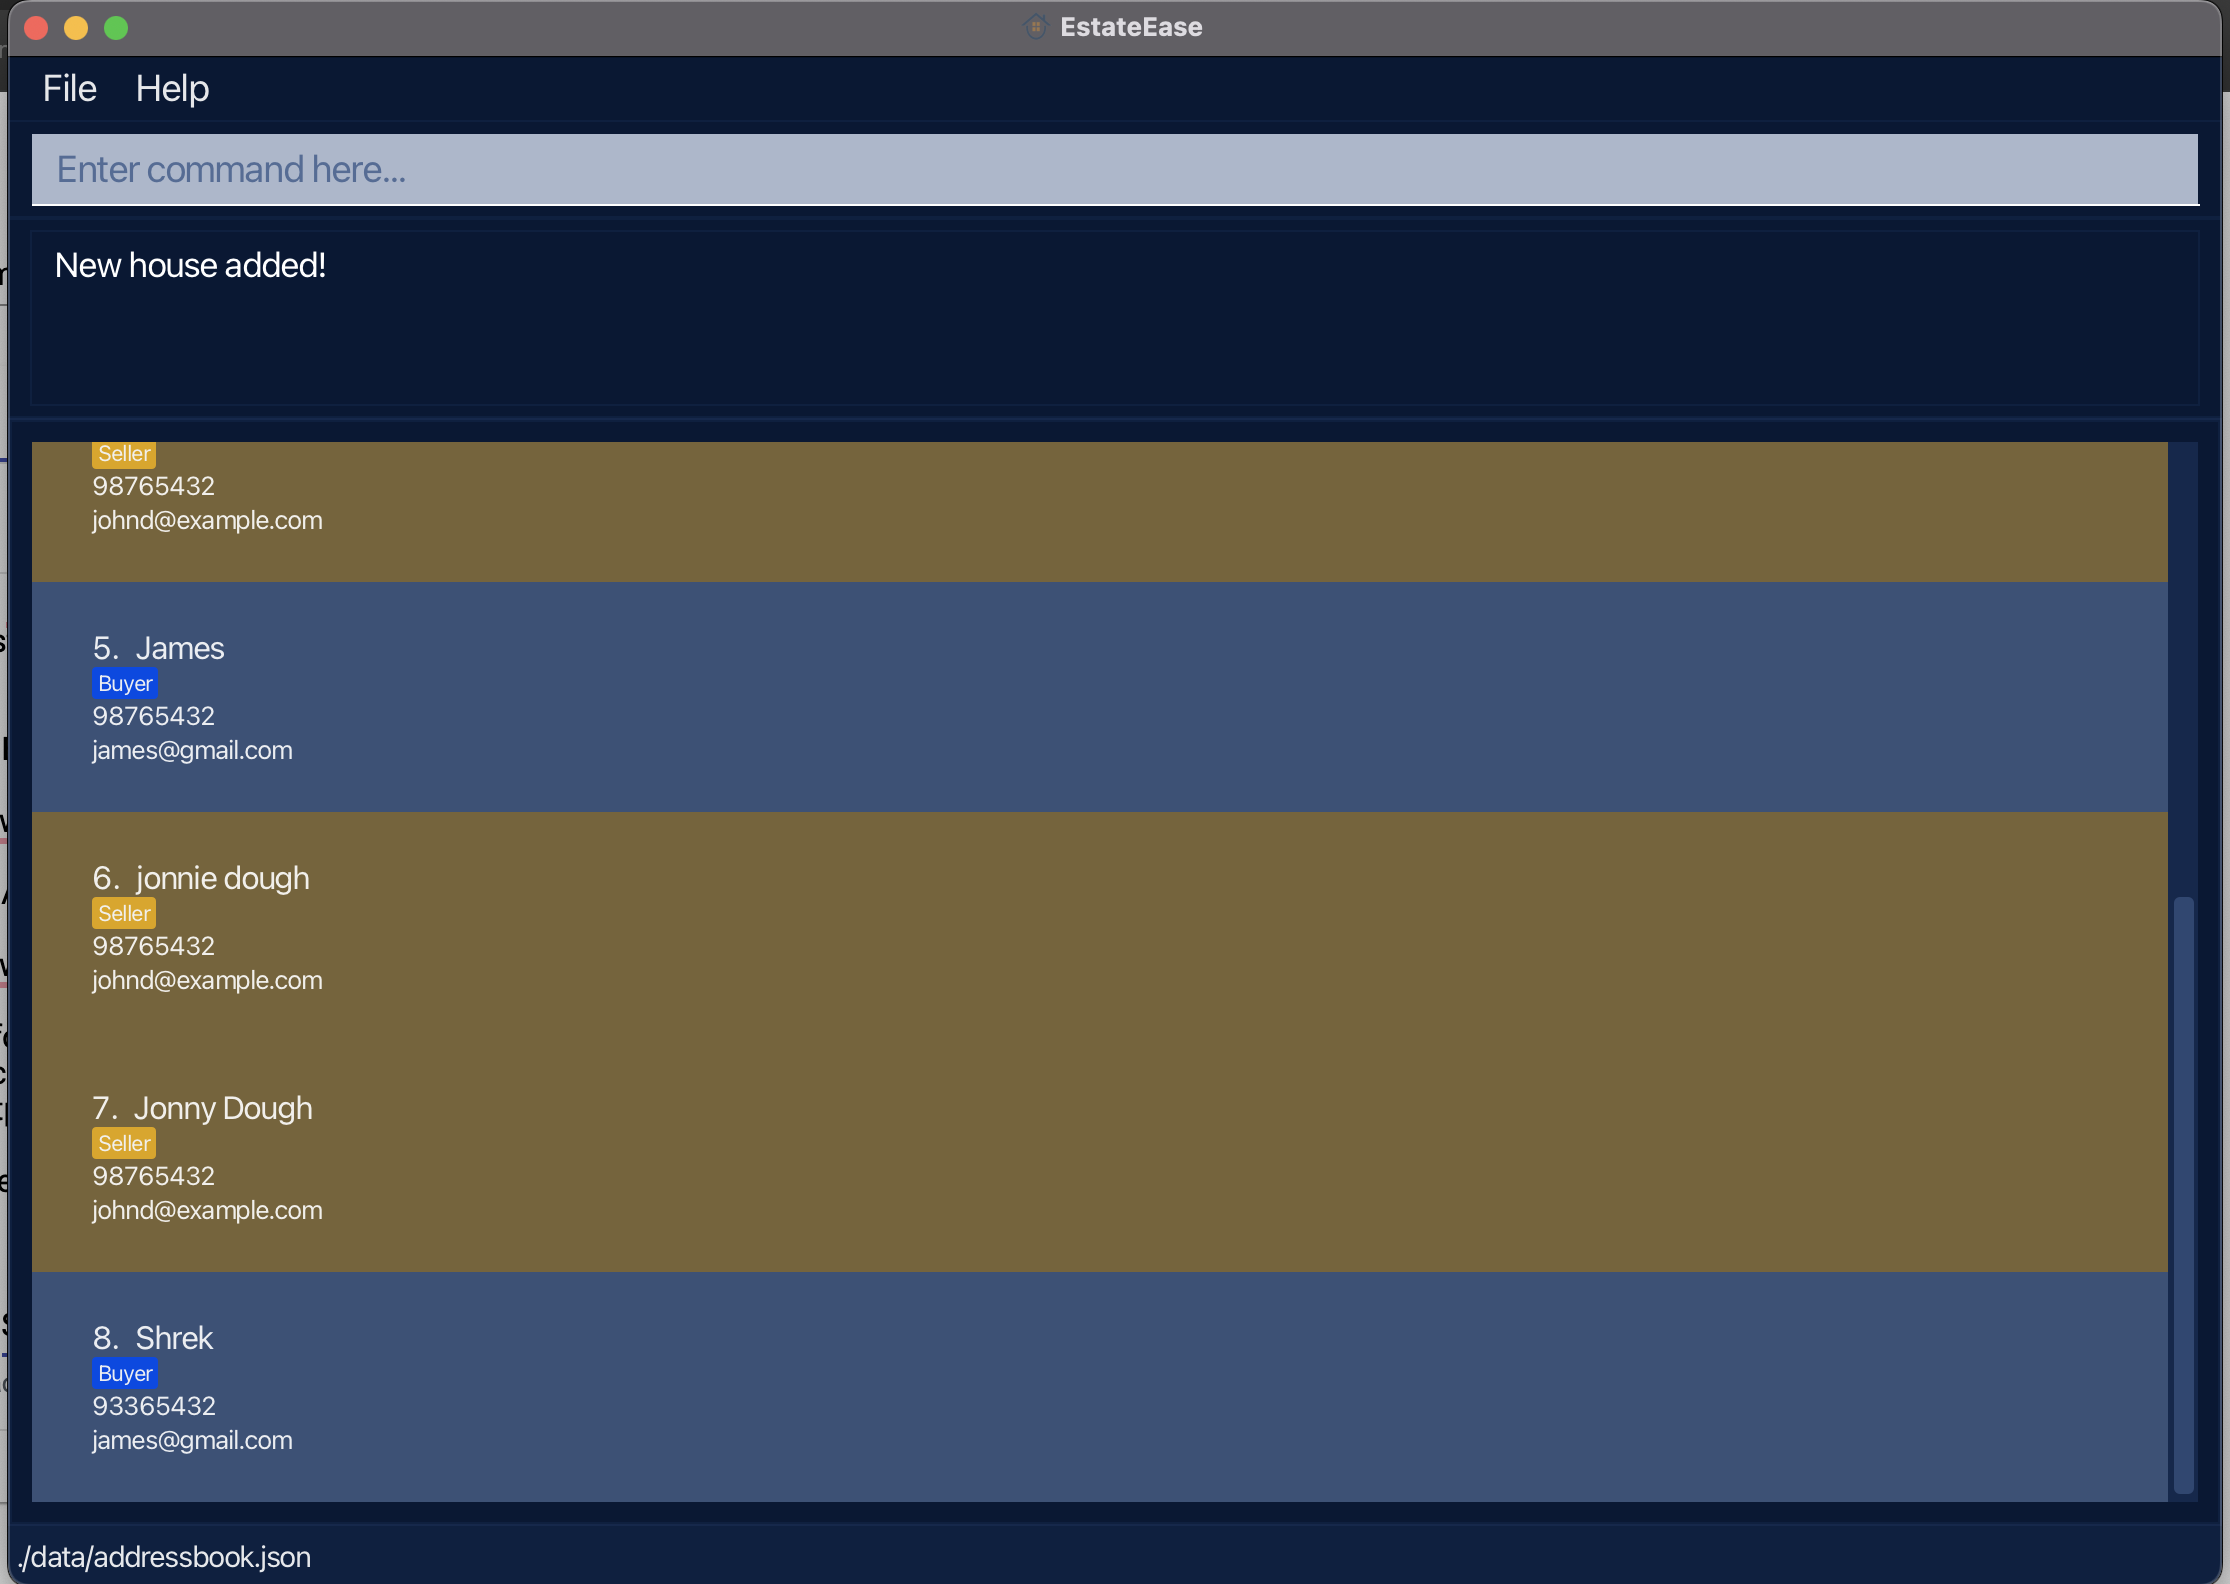 EstateEase
File Help
Enter command here...
New house added!
Seller
98765432
johnd@example.com
5. James
Buyer
98765432
james@gmail.com
6. jonnie dough
Seller
98765432
johnd@example.com
7. Jonny Dough
Seller
98765432
johnd@example.com
8. Shrek
Buyer
93365432
james@gmail.com
./data/addressbook.json